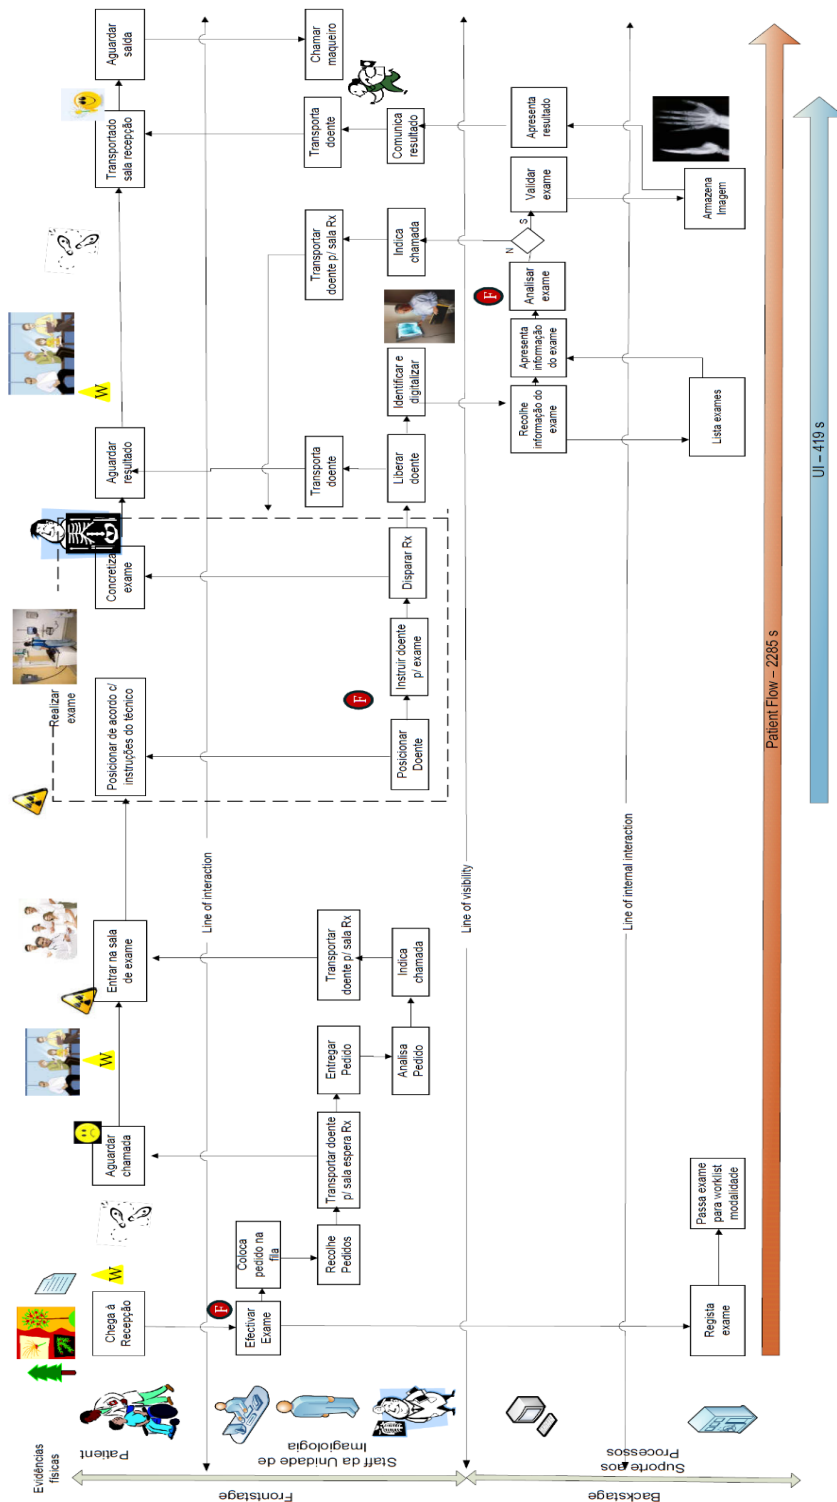 Evidências
físicas
Patient
Staff da Unidade de
Imagiologia
Suporte aos
Processos
Frontstage
Backstage
Chega à
Recepção
W
Aguardar
chamada
W
Entrar na sala
de exame
Realizar
exame
Posicionar de acordo c/
instruções do técnico
Concretiza
exame
Aguardar
resultado
W
Transportado
sala recepção
Aguardar
saída
Line of interaction
F
Efectivar
Exame
Coloca
pedido na
fila
Recolhe
Pedidos
Transportar doente
p/ sala espera Rx
Entregar
Pedido
Analisa
Pedido
Indica
chamada
Transportar
doente p/ sala Rx
Posicionar
Doente
F
Instruir doente
p/ exame
Disparar Rx
Liberar
doente
Transporta
doente
Identificar e
digitalizar
Indica
chamada
Transportar
doente p/ sala Rx
Comunica
resultado
Transporta
doente
Chamar
maqueiro
Line of visibility
Recolhe
informação do
exame
Apresenta
informação
do exame
F
Analisar
exame
N
S
Validar
exame
Apresenta
resultado
Line of internal interaction
Regista
exame
Passa exame
para worklist
modalidade
Lista exames
Armazena
Imagem
Patient Flow – 2285 s
UI – 419 s